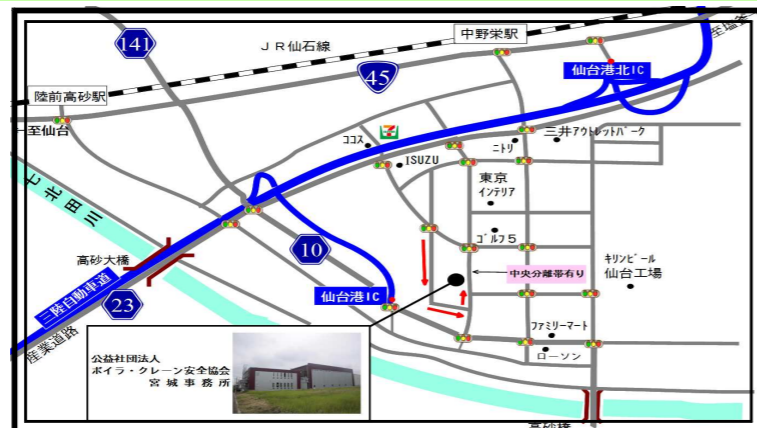 至塩釜
中野栄駅
141
JR仙石線
45
仙台港北IC
陸前高砂駅
至仙台
ココス
ISUZU
ニトリ
三井アウトレットパーク
東京
インテリア
七北田川
高砂大橋
10
ゴルフ5
中央分離帯有り
キリンビール
仙台工場
三陸自動車道
23
仙台港IC
産業道路
ファミリーマート
ローソン
公益社団法人
ボイラ・クレーン安全協会
宮城事務所
高砂橋